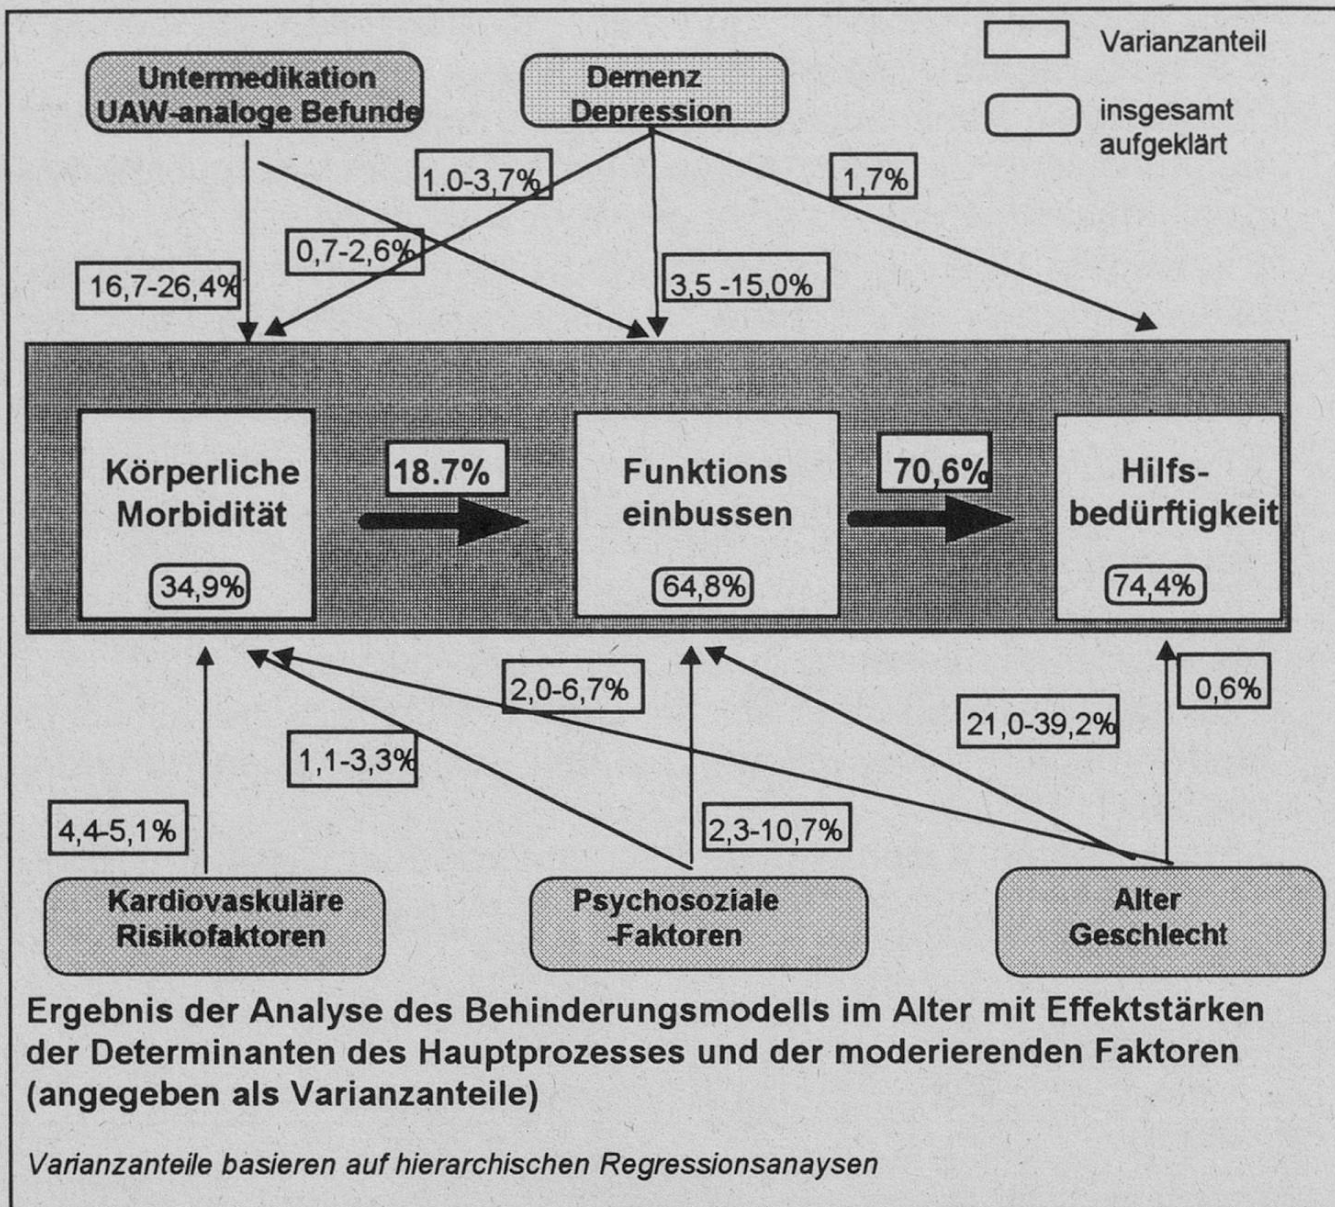 Varianzanteil
insgesamt
aufgeklärt
Untermedikation
UAW-analoge Befunde
Demenz
Depression
1.0-3,7%
1,7%
0,7-2,6%
16,7-26,4%
3,5 -15,0%
Körperliche
Morbidität
34,9%
18.7%
Funktions
einbussen
64,8%
70,6%
Hilfs-
bedürftigkeit
74,4%
2,0-6,7%
0,6%
21,0-39,2%
1,1-3,3%
4,4-5,1%
2,3-10,7%
Kardiovaskuläre
Risikofaktoren
Psychosoziale
-Faktoren
Alter
Geschlecht
Ergebnis der Analyse des Behinderungsmodells im Alter mit Effektstärken
der Determinanten des Hauptprozesses und der moderierenden Faktoren
(angegeben als Varianzanteile)
Varianzanteile basieren auf hierarchischen Regressionsanaysen